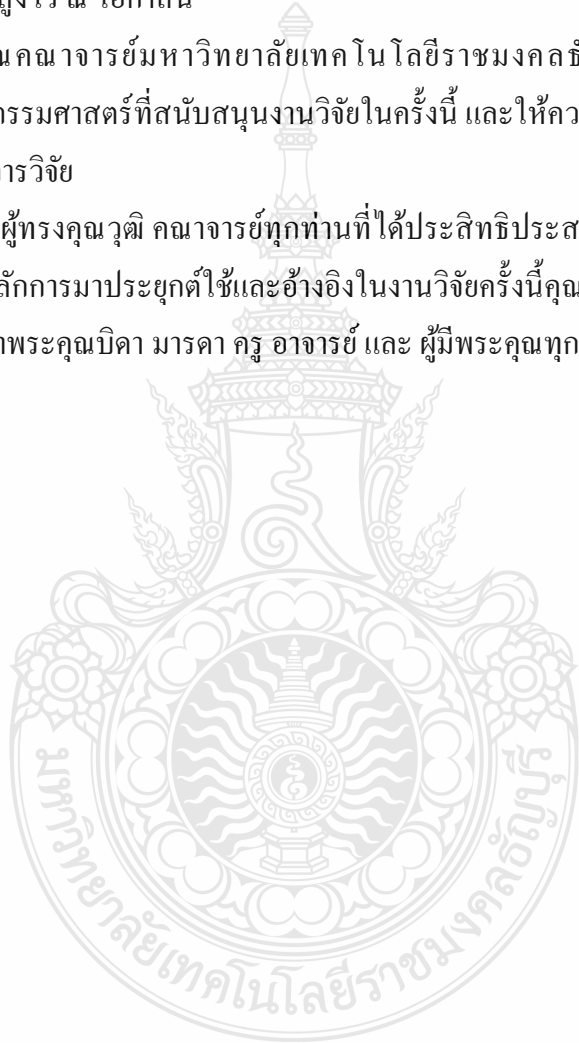 ณ โอกาสนี้
ณคณาจารย์มหาวิทยาลัยเทคโนโลยีราชมงคลธั
กรรมศาสตร์ที่สนับสนุนงานวิจัยในครั้งนี้ และให้คว
ารวิจัย
ผู้ทรงคุณวุฒิ คณาจารย์ทุกท่านที่ได้ประสิทธิประส
ลักการมาประยุกต์ใช้และอ้างอิงในงานวิจัยครั้งนี้คุณ
าพระคุณบิดา มารดา ครู อาจารย์ และ ผู้มีพระคุณทุก
มหาวิทยาลัยเทคโนโลยีราชมงคลธัญบุรี